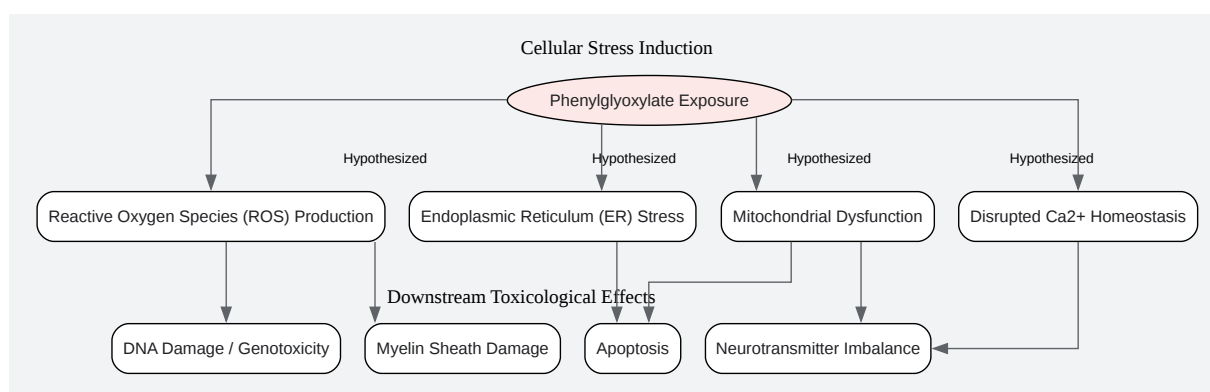 Cellular Stress Induction
Phenylglyoxylate Exposure
Hypothesized
Hypothesized
Hypothesized
Hypothesized
Reactive Oxygen Species (ROS) Production
Endoplasmic Reticulum (ER) Stress
Mitochondrial Dysfunction
Disrupted Ca2+ Homeostasis
Downstream Toxicological Effects
DNA Damage / Genotoxicity
Myelin Sheath Damage
Apoptosis
Neurotransmitter Imbalance